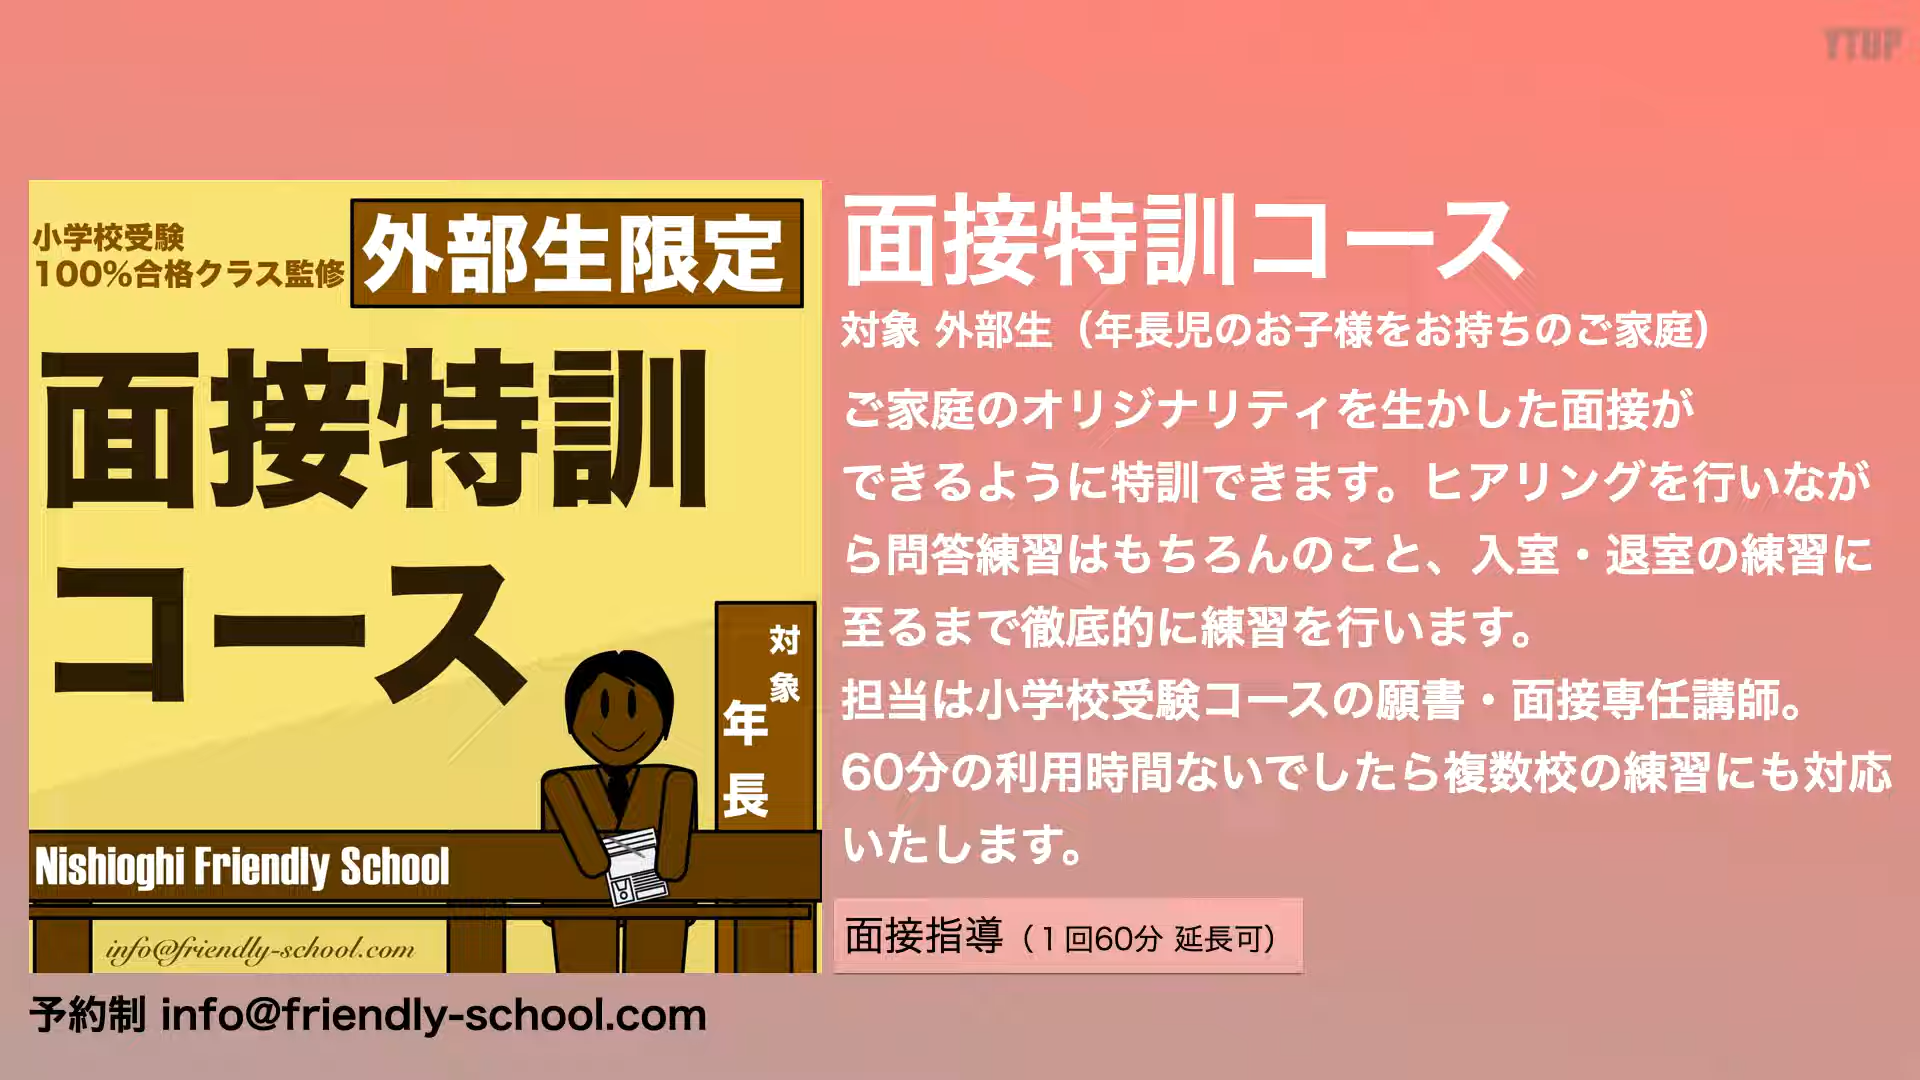 YTUP
小学校受験
100%合格クラス監修
外部生限定
面接特訓
コース
対象
年長
Nishioghi Friendly School
info@friendly-school.com
予約制 info@friendly-school.com
面接特訓コース
対象 外部生（年長児のお子様をお持ちのご家庭）
ご家庭のオリジナリティを生かした面接が
できるように特訓できます。ヒアリングを行いなが
ら問答練習はもちろんのこと、入室・退室の練習に
至るまで徹底的に練習を行います。
担当は小学校受験コースの願書・面接専任講師。
60分の利用時間ないでしたら複数校の練習にも対応
いたします。
面接指導（１回60分 延長可）